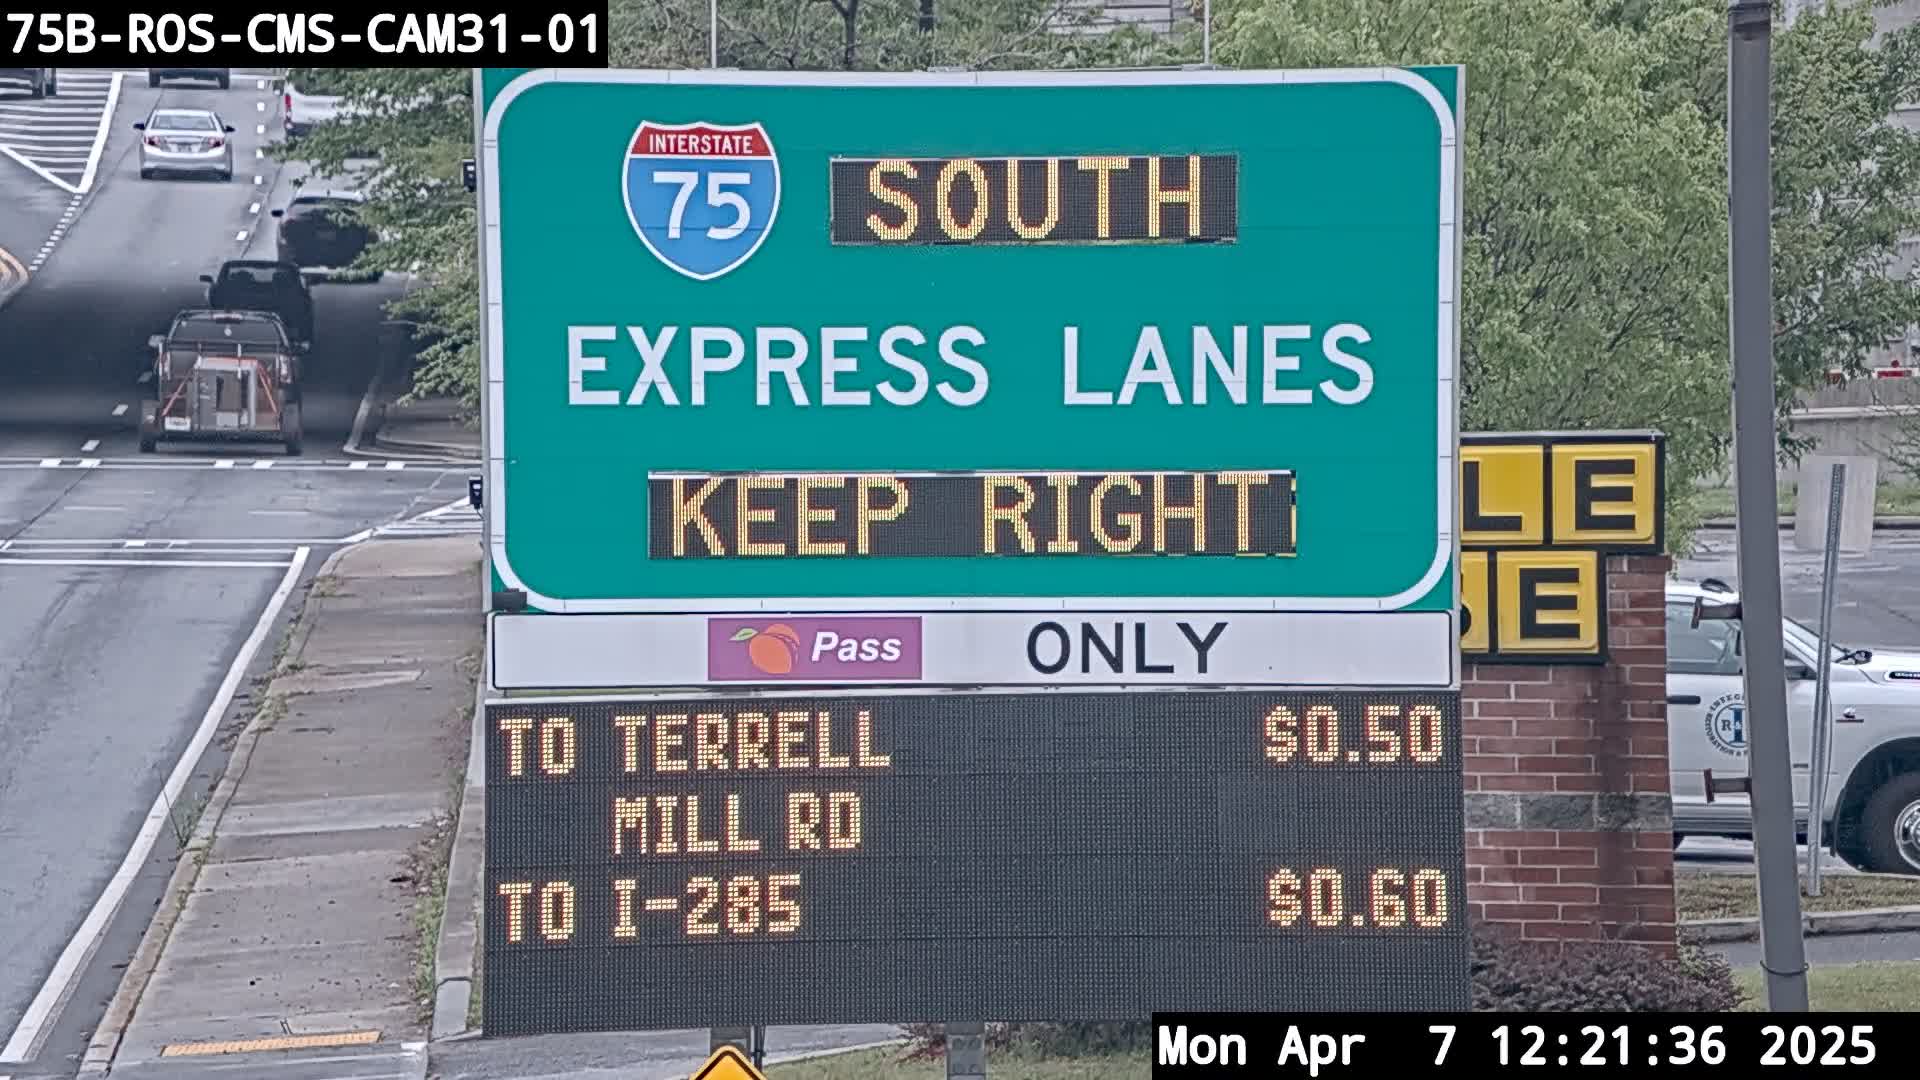 75B-ROS-CMS-CAM31-01
INTERSTATE
75
SOUTH
EXPRESS LANES
KEEP RIGHT
Pass ONLY
TO TERRELL $0.50
MILL RD
TO I-285 $0.60
LE
E
Mon Apr 7 12:21:36 2025